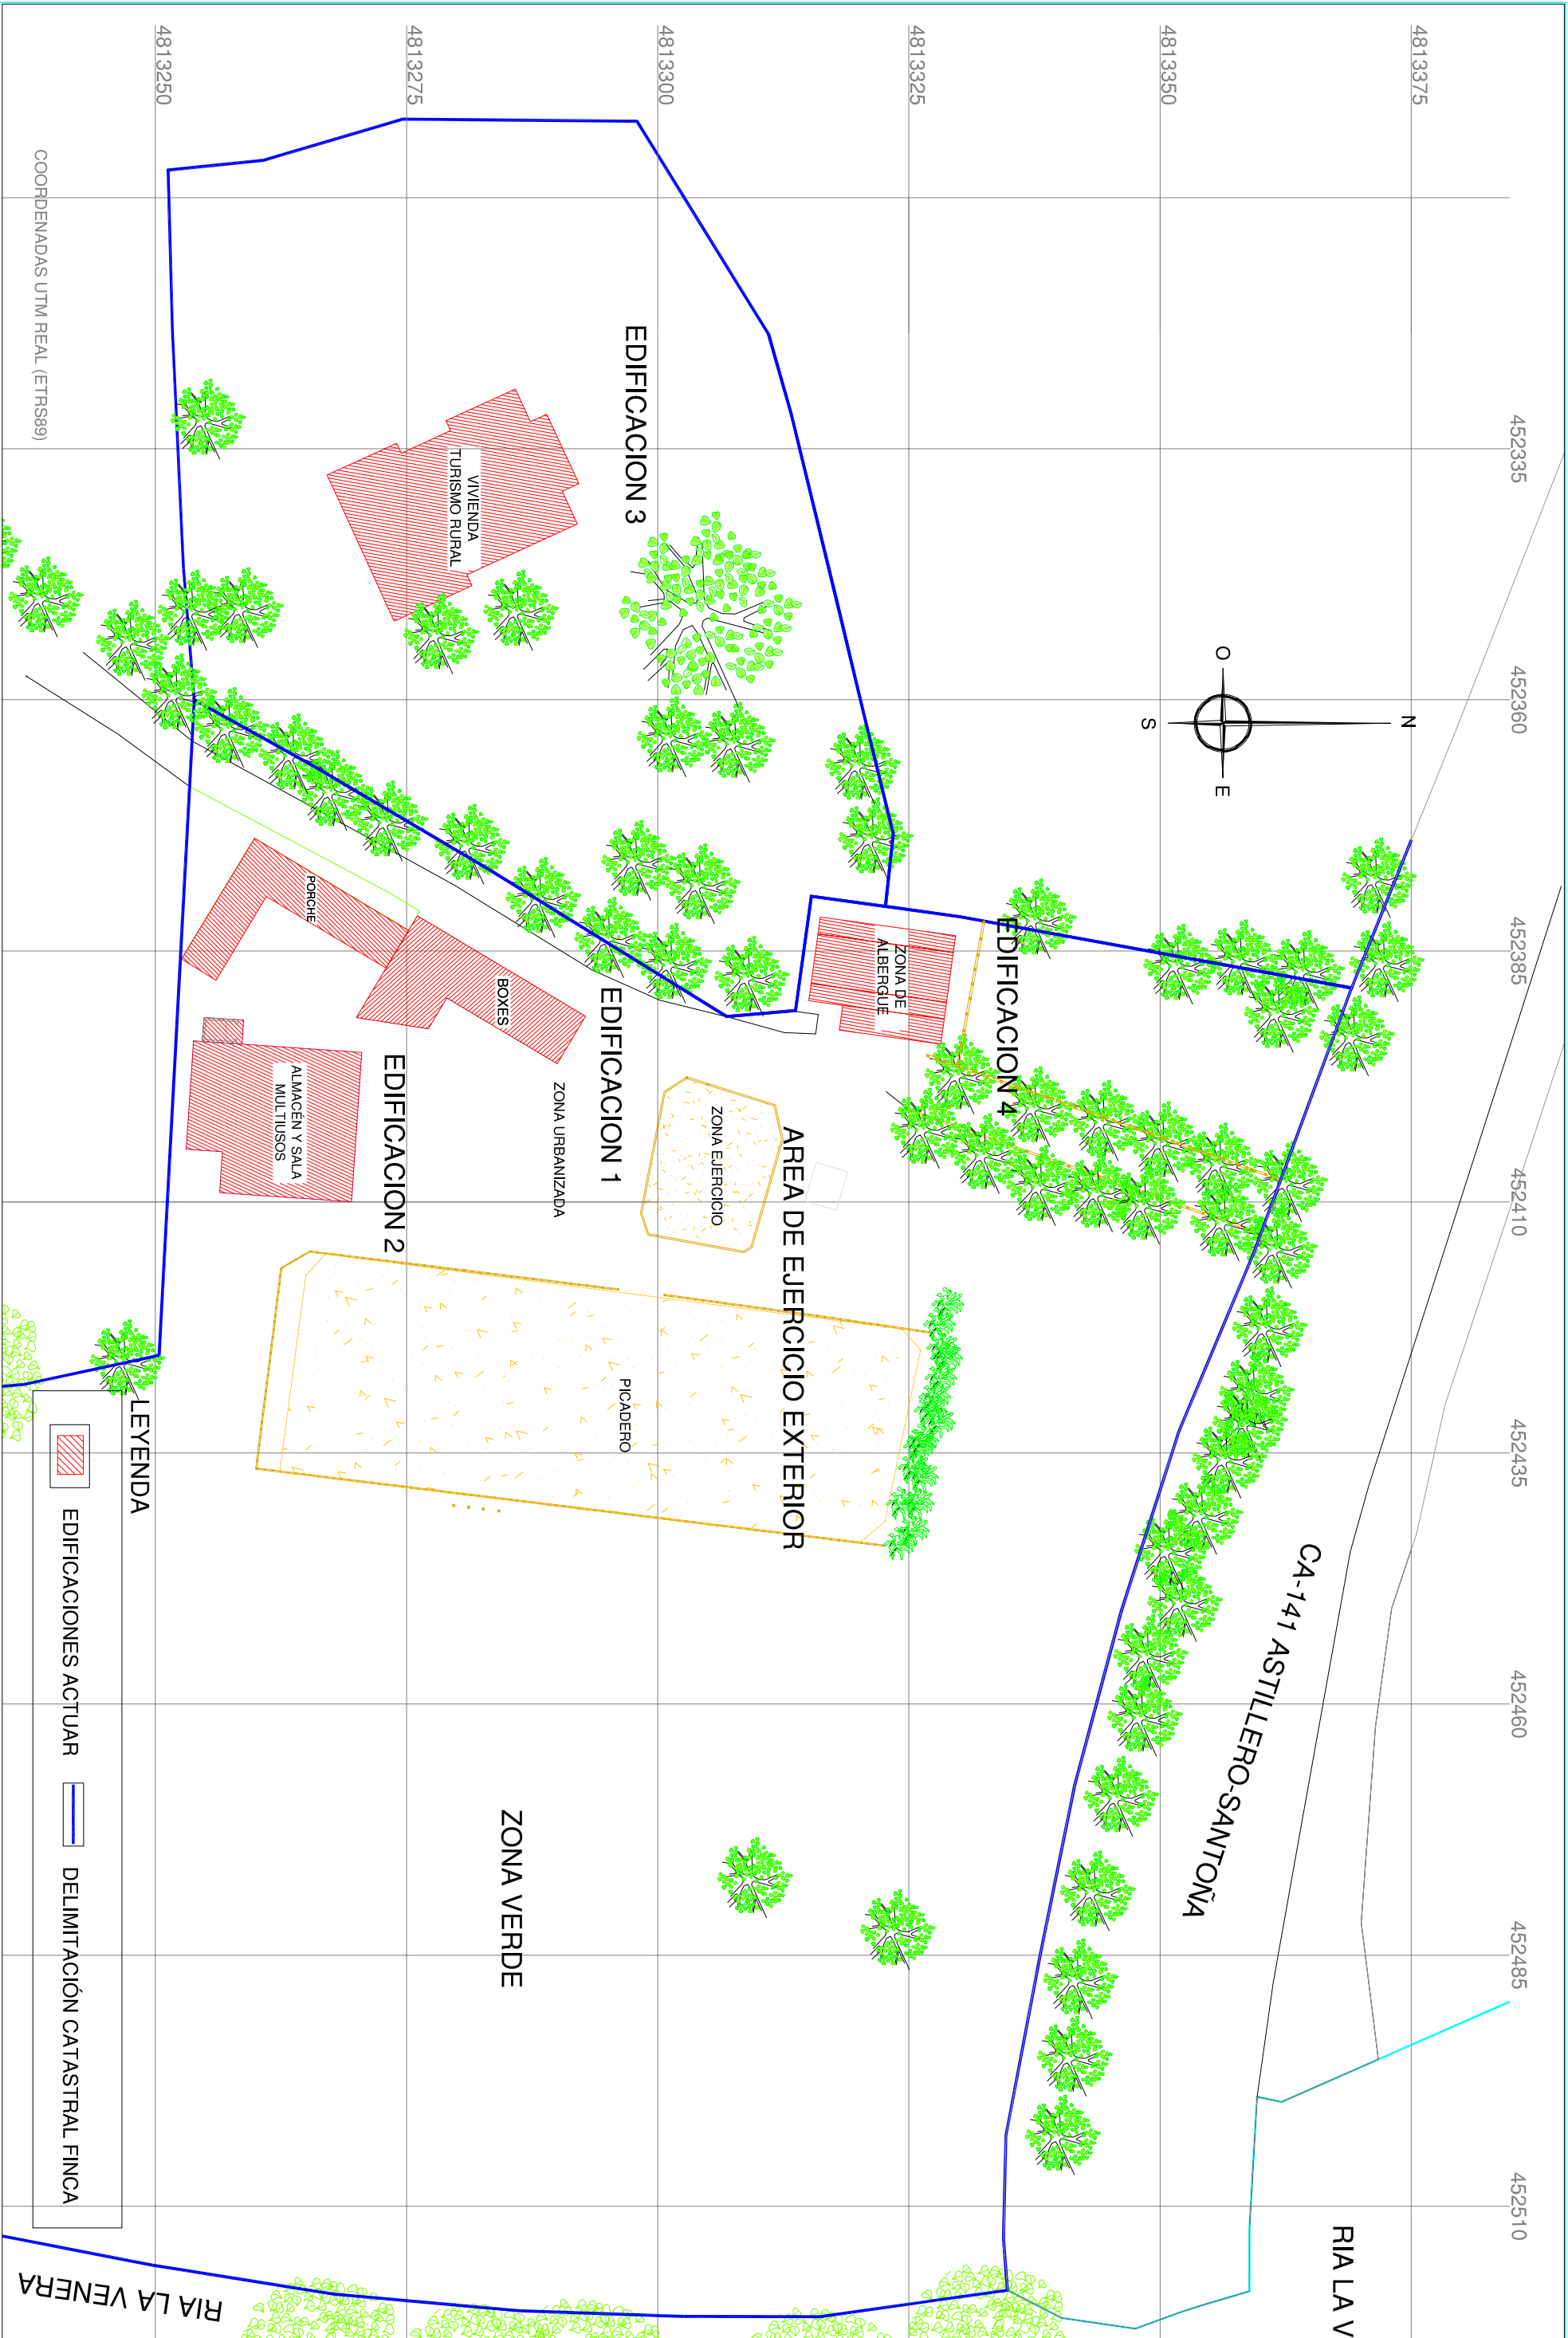 452335
452360
452385
452410
452435
452460
452485
452510
4813375
4813350
4813325
4813300
4813275
4813250
N
O
E
S
CA-141 ASTILLERO-SANTOÑA
RIA LA V
EDIFICACION 4
ZONA DE
ALBERGUE
EDIFICACION 3
VIVIENDA
TURISMO RURAL
AREA DE EJERCICIO EXTERIOR
ZONA EJERCICIO
PICADERO
EDIFICACION 1
ZONA URBANIZADA
BOXES
PORCHE
EDIFICACION 2
ALMACÉN Y SALA
MULTIUSOS
ZONA VERDE
LEYENDA
EDIFICACIONES ACTUAR
DELIMITACIÓN CATASTRAL FINCA
COORDENADAS UTM REAL (ETRS89)
RIA LA VENERA